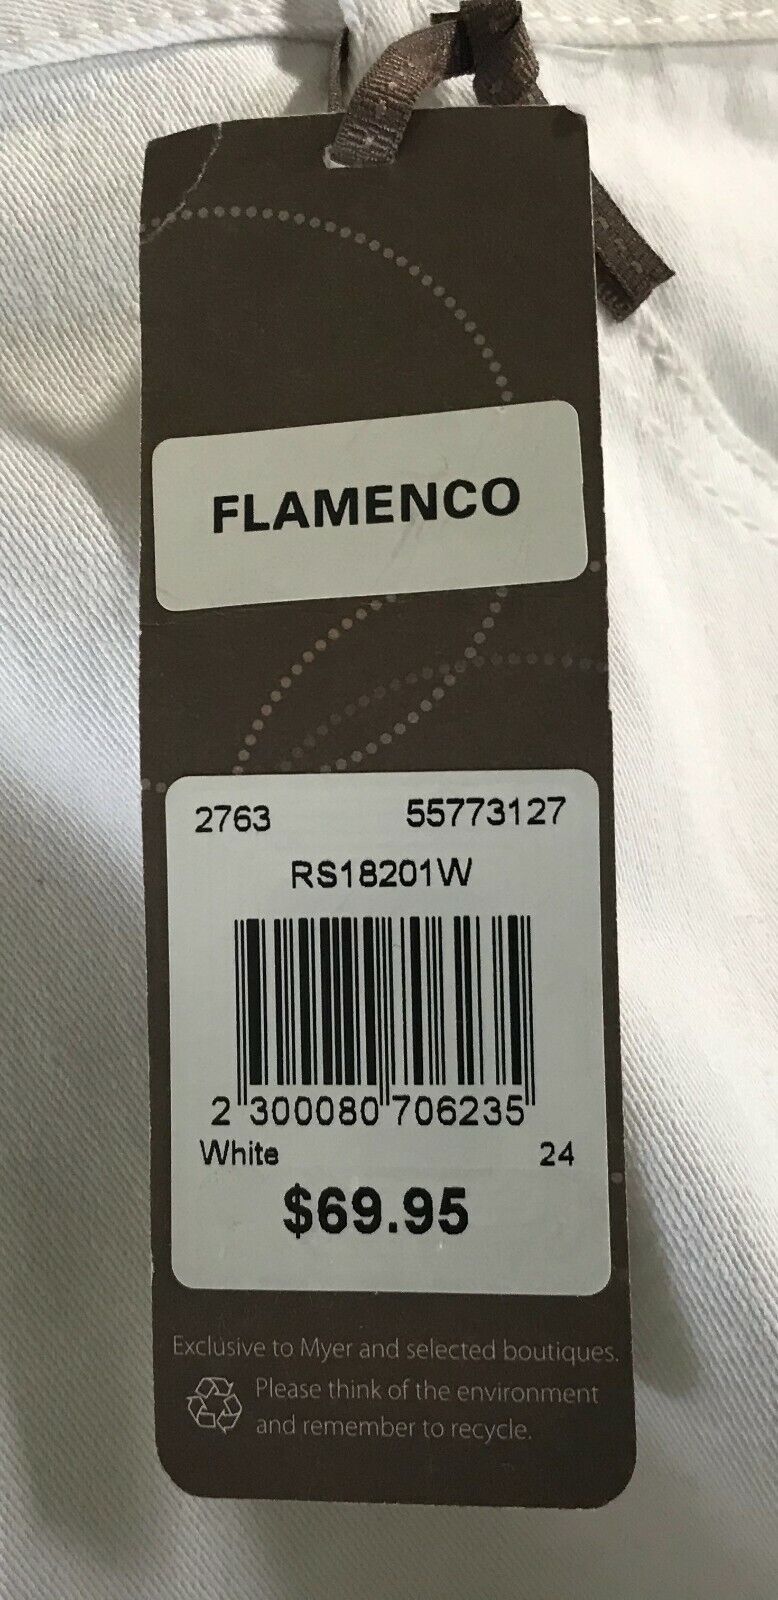 FLAMENCO
2763 55773127
RS18201W
2 300080 706235
White 24
$69.95
Exclusive to Myer and selected boutiques.
Please think of the environment
and remember to recycle.